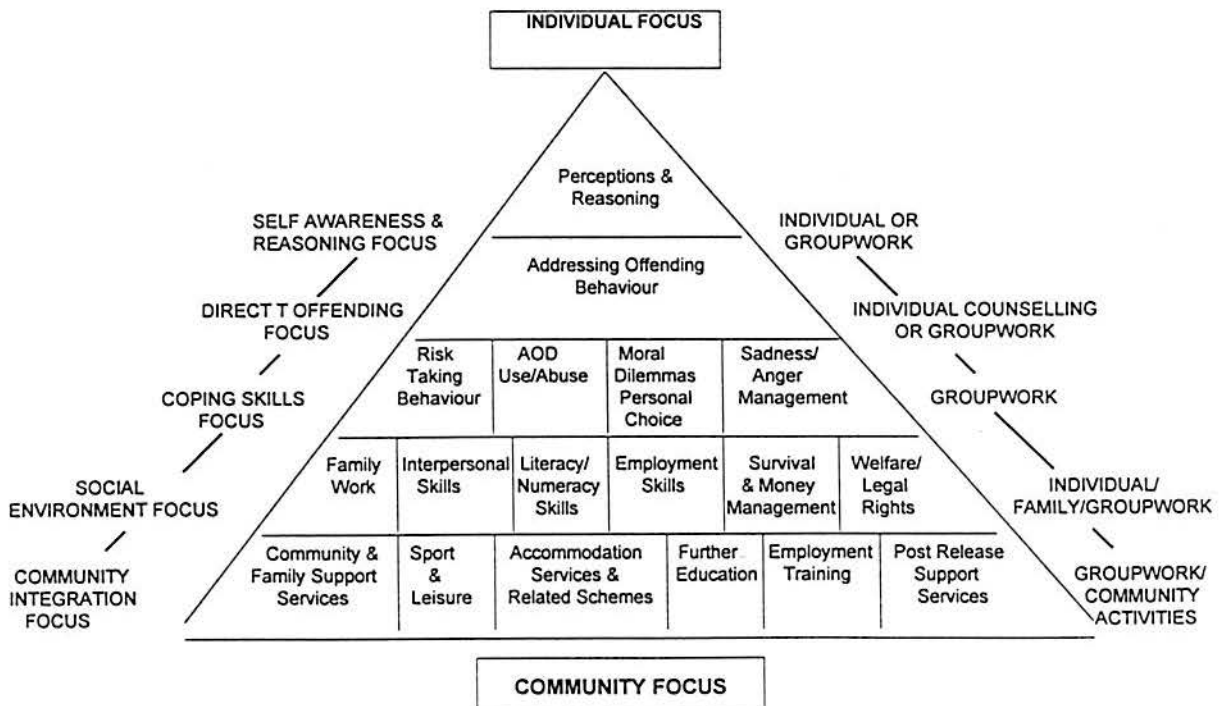 INDIVIDUAL FOCUS
Perceptions &
Reasoning
SELF AWARENESS &
REASONING FOCUS
INDIVIDUAL OR
GROUPWORK
Addressing Offending
Behaviour
DIRECT T OFFENDING
FOCUS
INDIVIDUAL COUNSELLING
OR GROUPWORK
Risk
Taking
Behaviour
AOD
Use/Abuse
Moral
Dilemmas
Personal
Choice
Sadness/
Anger
Management
COPING SKILLS
FOCUS
GROUPWORK
Family
Work
Interpersonal
Skills
Literacy/
Numeracy
Skills
Employment
Skills
Survival
& Money
Management
Welfare/
Legal
Rights
SOCIAL
ENVIRONMENT FOCUS
INDIVIDUAL/
FAMILY/GROUPWORK
Community &
Family Support
Services
Sport
&
Leisure
Accommodation
Services &
Related Schemes
Further
Education
Employment
Training
Post Release
Support
Services
COMMUNITY
INTEGRATION
FOCUS
GROUPWORK/
COMMUNITY
ACTIVITIES
COMMUNITY FOCUS